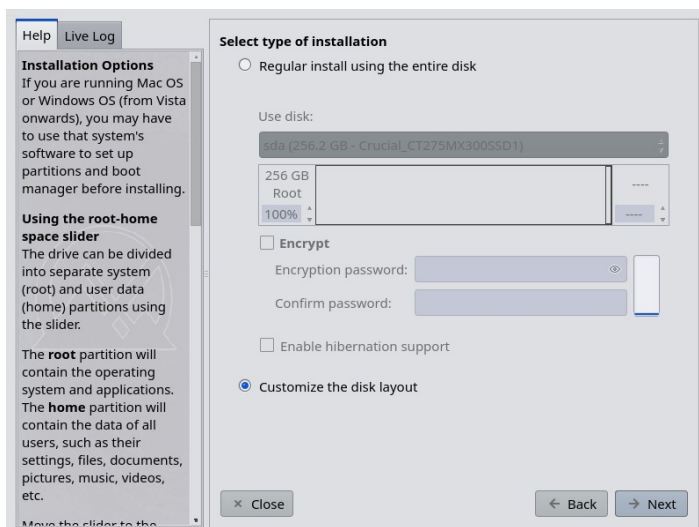 Help
Live Log
Installation Options
If you are running Mac OS
or Windows OS (from Vista
onwards), you may have
to use that system's
software to set up
partitions and boot
manager before installing.
Using the root-home
space slider
The drive can be divided
into separate system
(root) and user data
(home) partitions using
the slider.
The root partition will
contain the operating
system and applications.
The home partition will
contain the data of all
users, such as their
settings, files, documents,
pictures, music, videos,
etc.
Move the slider to the
Select type of installation
Regular install using the entire disk
Use disk:
sda (256.2 GB - Crucial_CT275MX300SSD1)
256 GB
Root
100%
----
----
Encrypt
Encryption password:
Confirm password:
Enable hibernation support
Customize the disk layout
Close
Back
Next